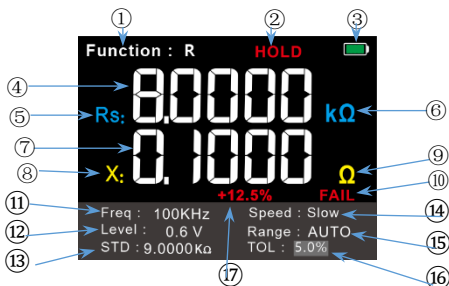 ① ② ③
Function : R HOLD
④ 8.0000
⑤ Rs: kΩ ⑥
⑦ 0.1000
⑧ X: Ω ⑨
+12.5% FAIL ⑩
⑪ Freq : 100KHz Speed : Slow ⑭
⑫ Level : 0.6 V Range : AUTO ⑮
⑬ STD : 9.0000KΩ TOL : 5.0% ⑯
⑰